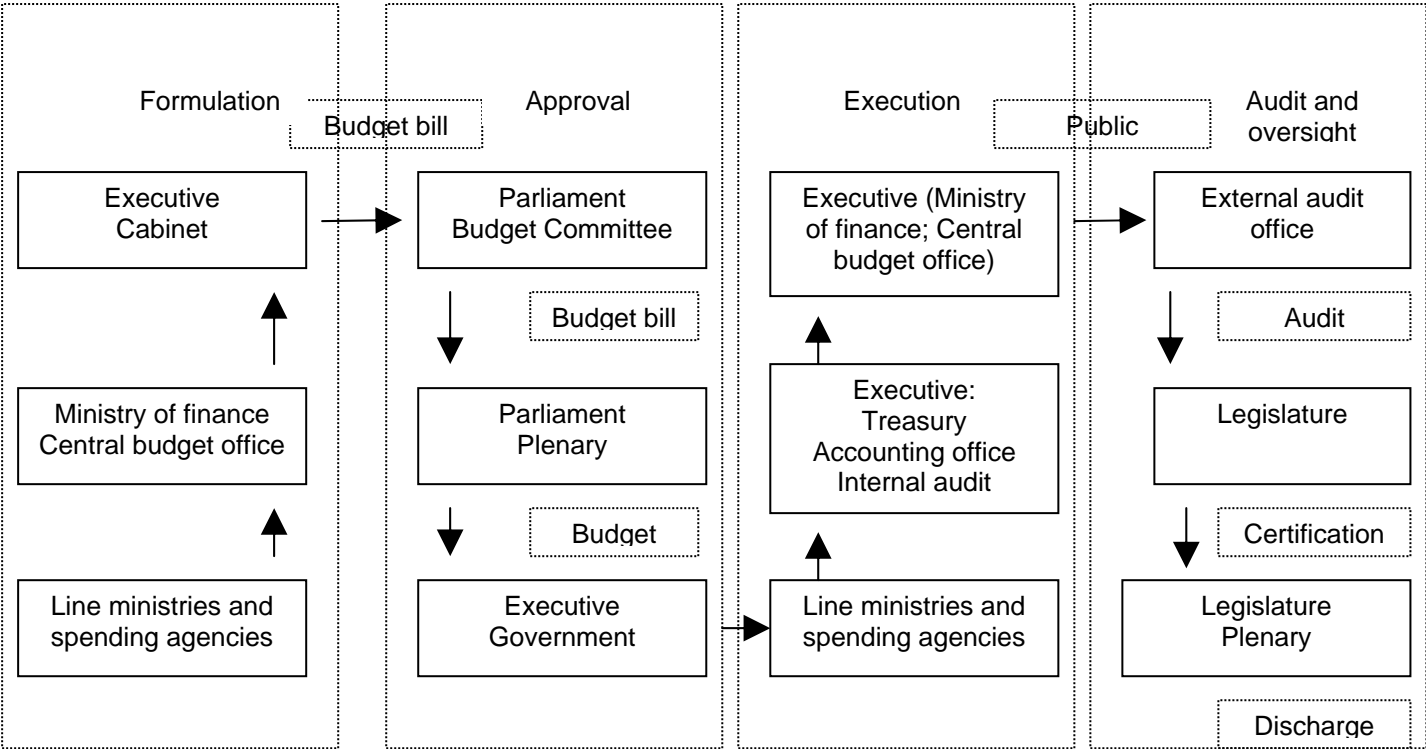 Formulation
Budget bill
Approval
Execution
Public
Audit and
oversight
Executive
Cabinet
Parliament
Budget Committee
Executive (Ministry
of finance; Central
budget office)
External audit
office
Budget bill
Audit
Ministry of finance
Central budget office
Parliament
Plenary
Executive:
Treasury
Accounting office
Internal audit
Legislature
Budget
Certification
Line ministries and
spending agencies
Executive
Government
Line ministries and
spending agencies
Legislature
Plenary
Discharge